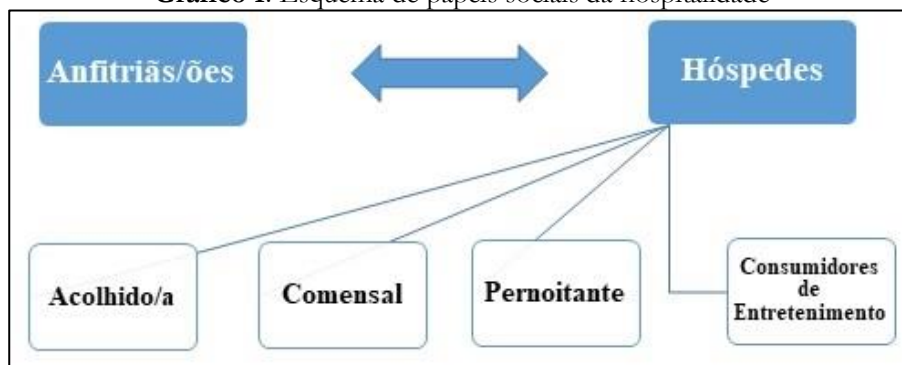 Gráfico 1. Esquema de papéis sociais da hospitalidade
Anfitriãs/ões
Hóspedes
Acolhido/a
Comensal
Pernoitante
Consumidores
de
Entretenimento